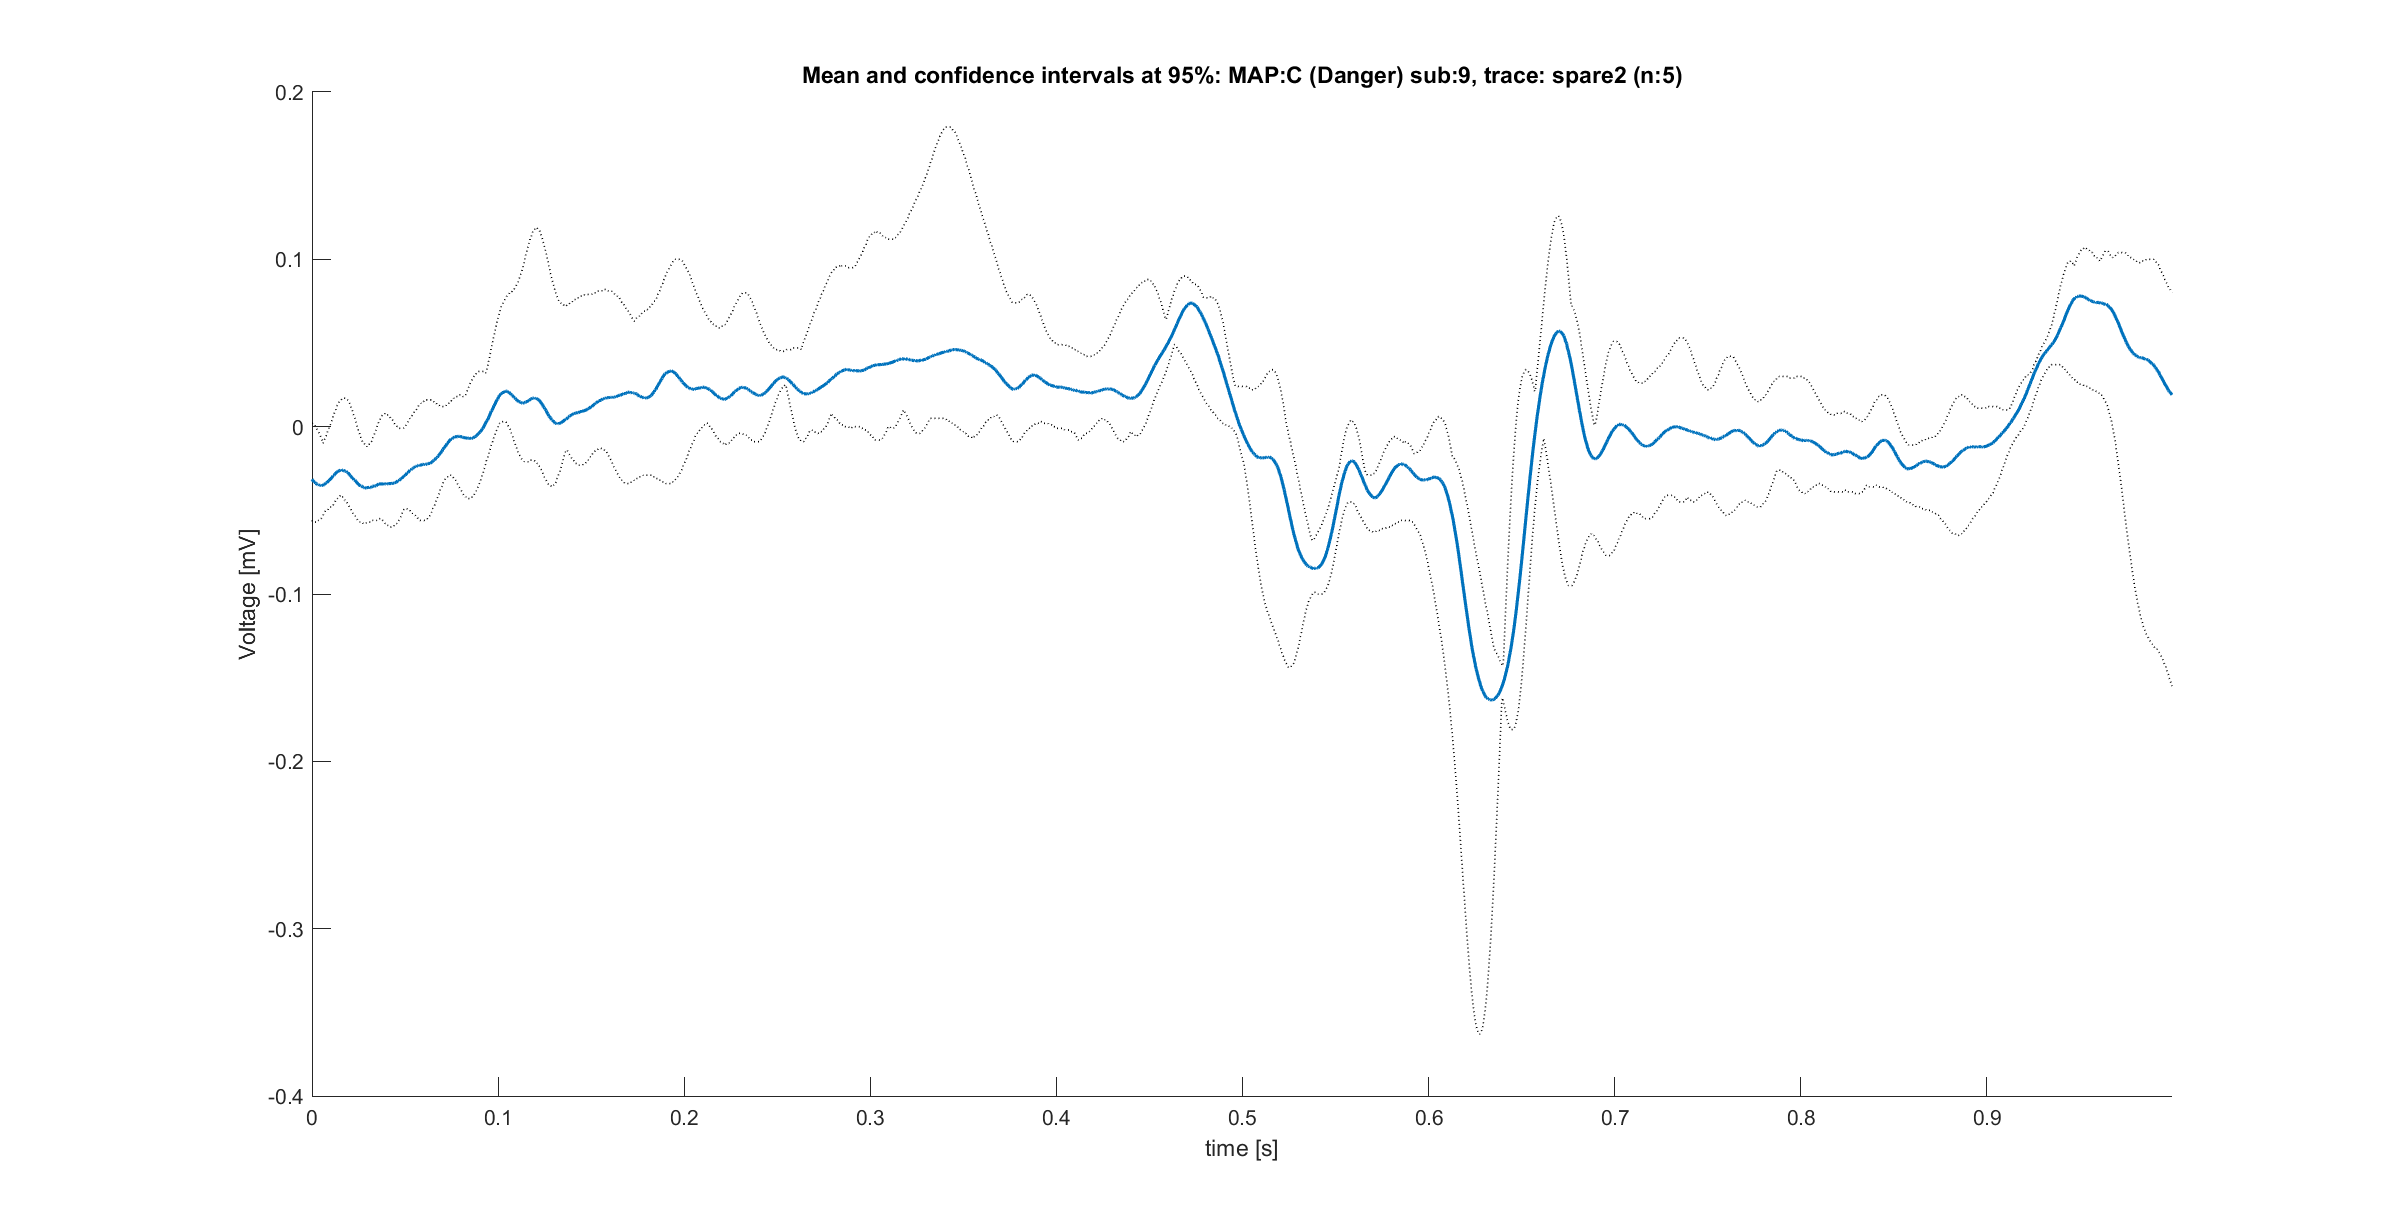 Mean and confidence intervals at 95%: MAP:C (Danger) sub:9, trace: spare2 (n:5)
0.2
0.1
0
-0.1
-0.2
-0.3
-0.4
Voltage [mV]
0 0.1 0.2 0.3 0.4 0.5 0.6 0.7 0.8 0.9
time [s]